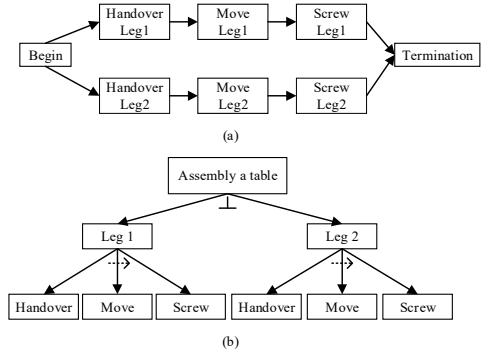 Handover
Leg1
Move
Leg1
Screw
Leg1
Begin
Termination
Handover
Leg2
Move
Leg2
Screw
Leg2
(a)
Assembly a table
Leg 1
Leg 2
Handover
Move
Screw
Handover
Move
Screw
(b)